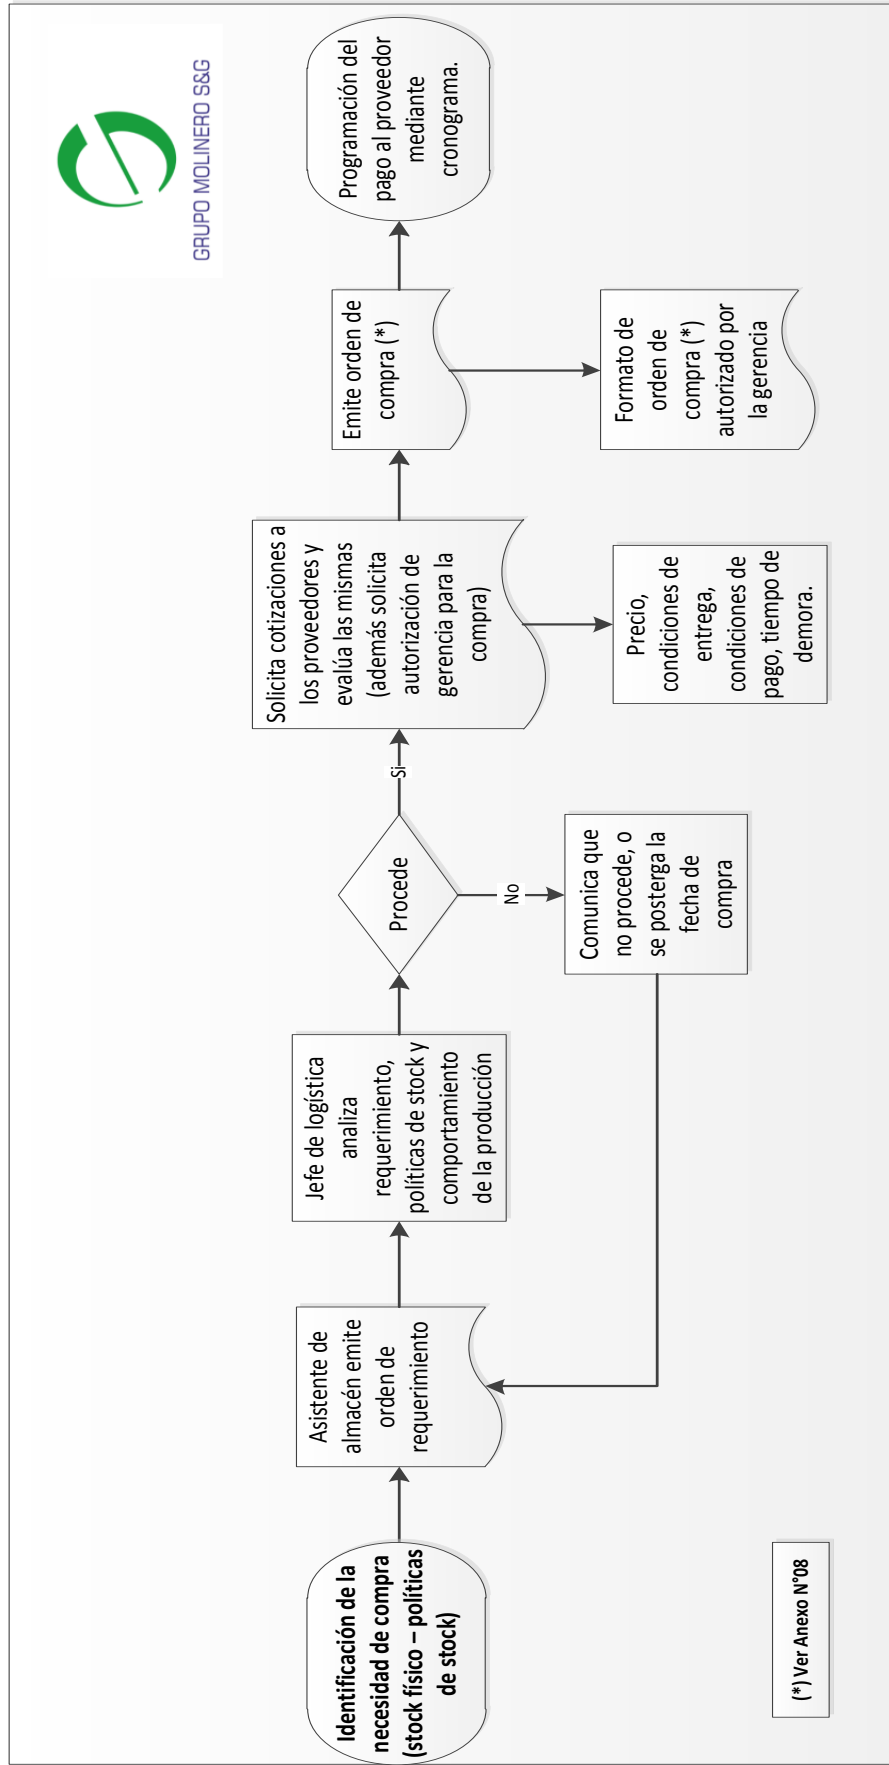 GRUPO MOLINERO S&G
Identificación de la
necesidad de compra
(stock físico – políticas
de stock)
Asistente de
almacén emite
orden de
requerimiento
Jefe de logística
analiza
requerimiento,
políticas de stock y
comportamiento
de la producción
Procede
Si
No
Comunica que
no procede, o
se posterga la
fecha de
compra
Solicita cotizaciones a
los proveedores y
evalúa las mismas
(además solicita
autorización de
gerencia para la
compra)
Precio,
condiciones de
entrega,
condiciones de
pago, tiempo de
demora.
Emite orden de
compra (*)
Formato de
orden de
compra (*)
autorizado por
la gerencia
Programación del
pago al proveedor
mediante
cronograma.
(*) Ver Anexo N°08